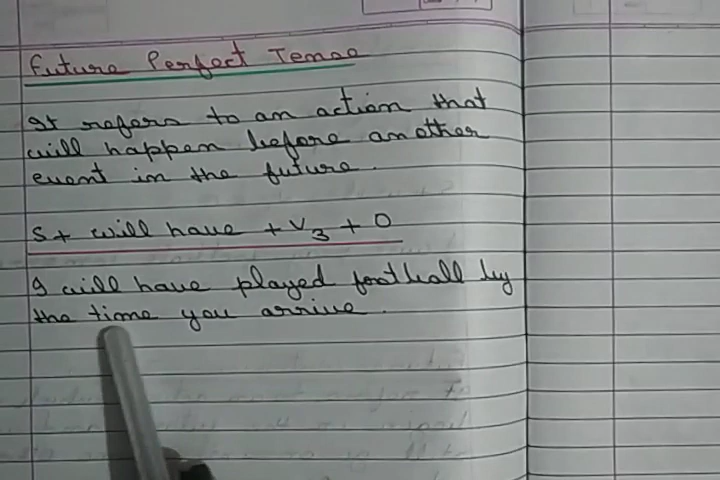 Future Perfect Tense
It refers to an action that
will happen before another
event in the future.
S+ will have + V3 + O
I will have played football by
the time you arrive.